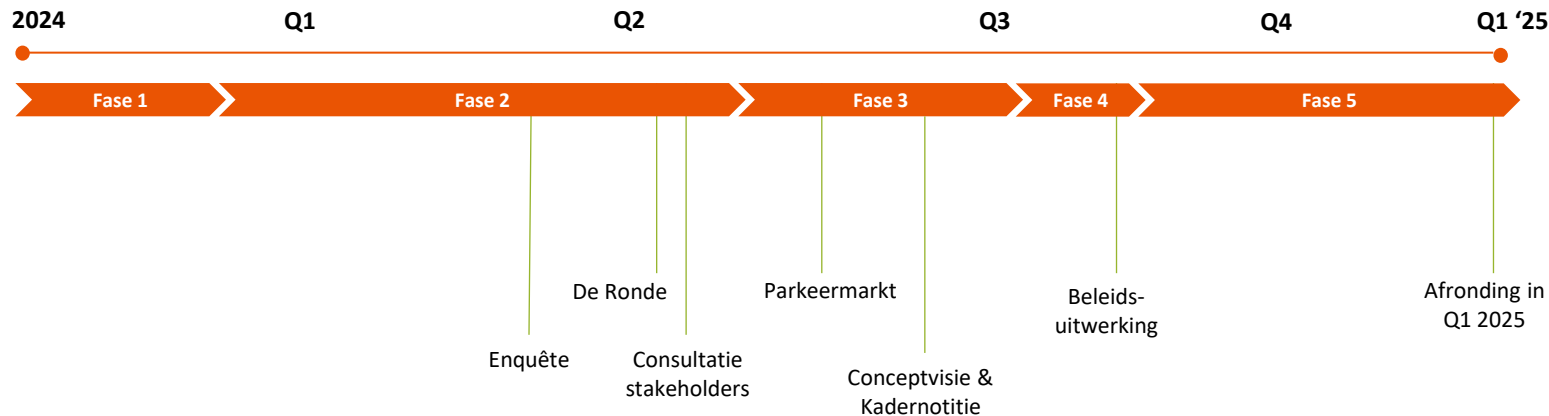 2024 Q1 Q2 Q3 Q4 Q1 ‘25
Fase 1 Fase 2 Fase 3 Fase 4 Fase 5
De Ronde
Parkeermarkt
Beleids-
uitwerking
Afronding in
Q1 2025
Enquête
Consultatie
stakeholders
Conceptvisie &
Kadernotitie